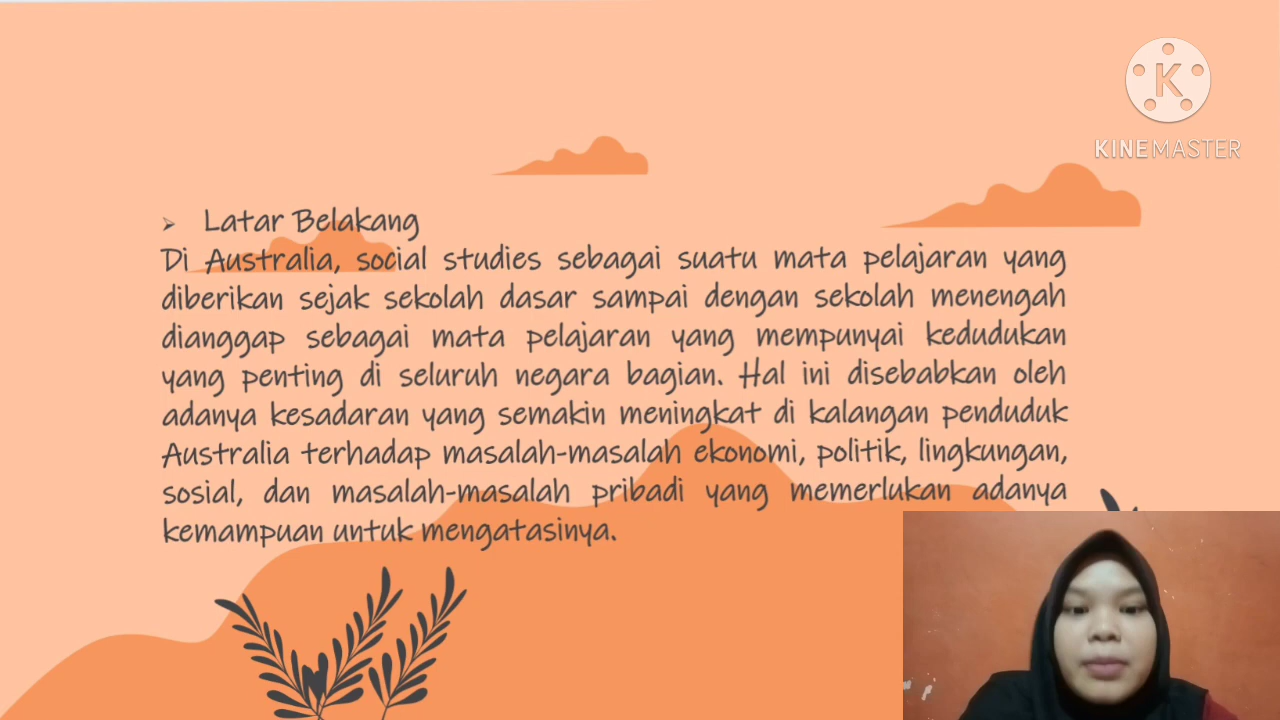 KINEMASTER
Latar Belakang
Di Australia, social studies sebagai suatu mata pelajaran yang
diberikan sejak sekolah dasar sampai dengan sekolah menengah
dianggap sebagai mata pelajaran yang mempunyai kedudukan
yang penting di seluruh negara bagian. Hal ini disebabkan oleh
adanya kesadaran yang semakin meningkat di kalangan penduduk
Australia terhadap masalah-masalah ekonomi, politik, lingkungan,
sosial, dan masalah-masalah pribadi yang memerlukan adanya
kemampuan untuk mengatasinya.